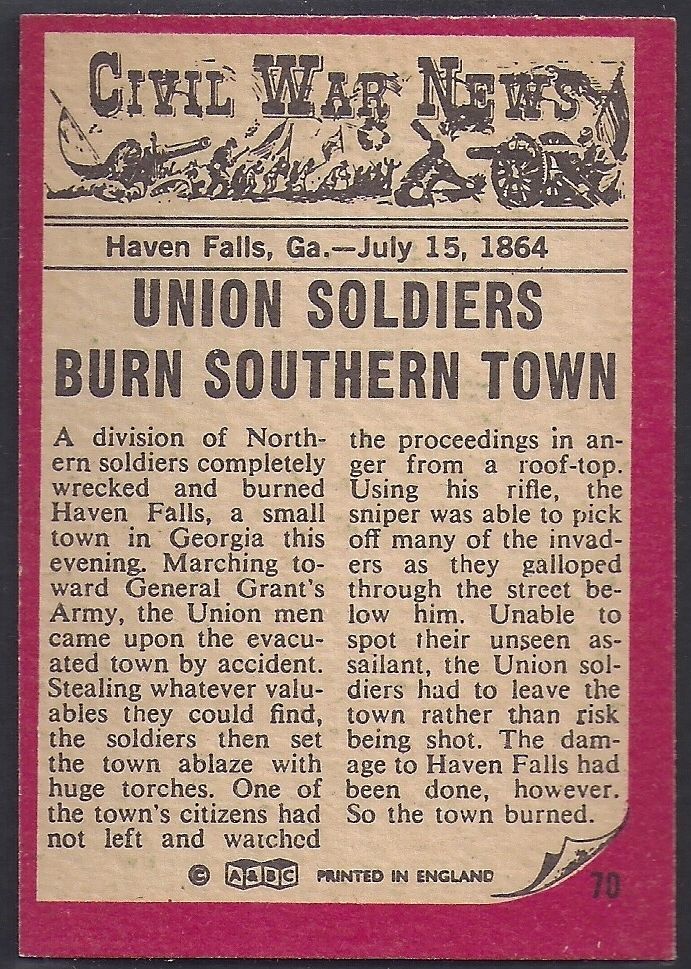 CIVIL WAR NEWS
Haven Falls, Ga.—July 15, 1864
UNION SOLDIERS
BURN SOUTHERN TOWN
A division of North-
ern soldiers completely
wrecked and burned
Haven Falls, a small
town in Georgia this
evening. Marching to-
ward General Grant's
Army, the Union men
came upon the evacu-
ated town by accident.
Stealing whatever valu-
ables they could find,
the soldiers then set
the town ablaze with
huge torches. One of
the town's citizens had
not left and watched
the proceedings in an-
ger from a roof-top.
Using his rifle, the
sniper was able to pick
off many of the invad-
ers as they galloped
through the street be-
low him. Unable to
spot their unseen as-
sailant, the Union sol-
diers had to leave the
town rather than risk
being shot. The dam-
age to Haven Falls had
been done, however.
So the town burned.
© A&BC PRINTED IN ENGLAND
70